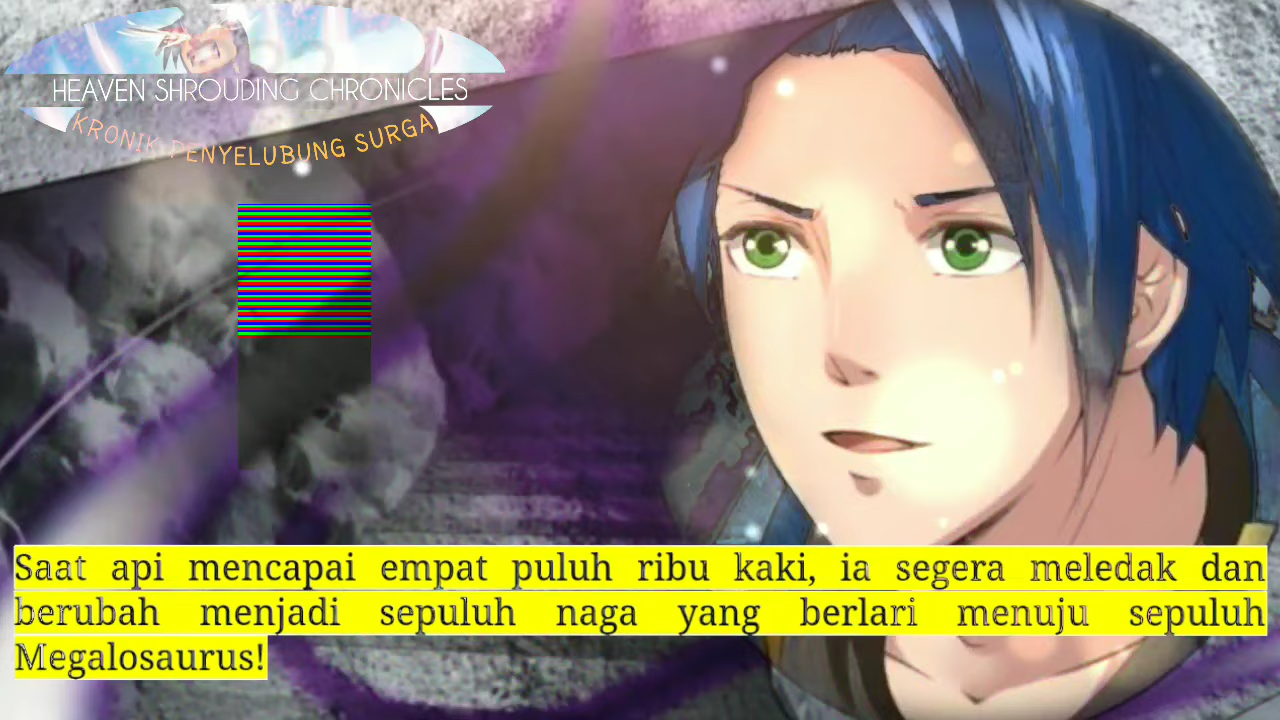 HEAVEN SHROUDING CHRONICLES
KRONIK PENYELUBUNG SURGA
Saat api mencapai empat puluh ribu kaki, ia segera meledak dan
berubah menjadi sepuluh naga yang berlari menuju sepuluh
Megalosaurus!